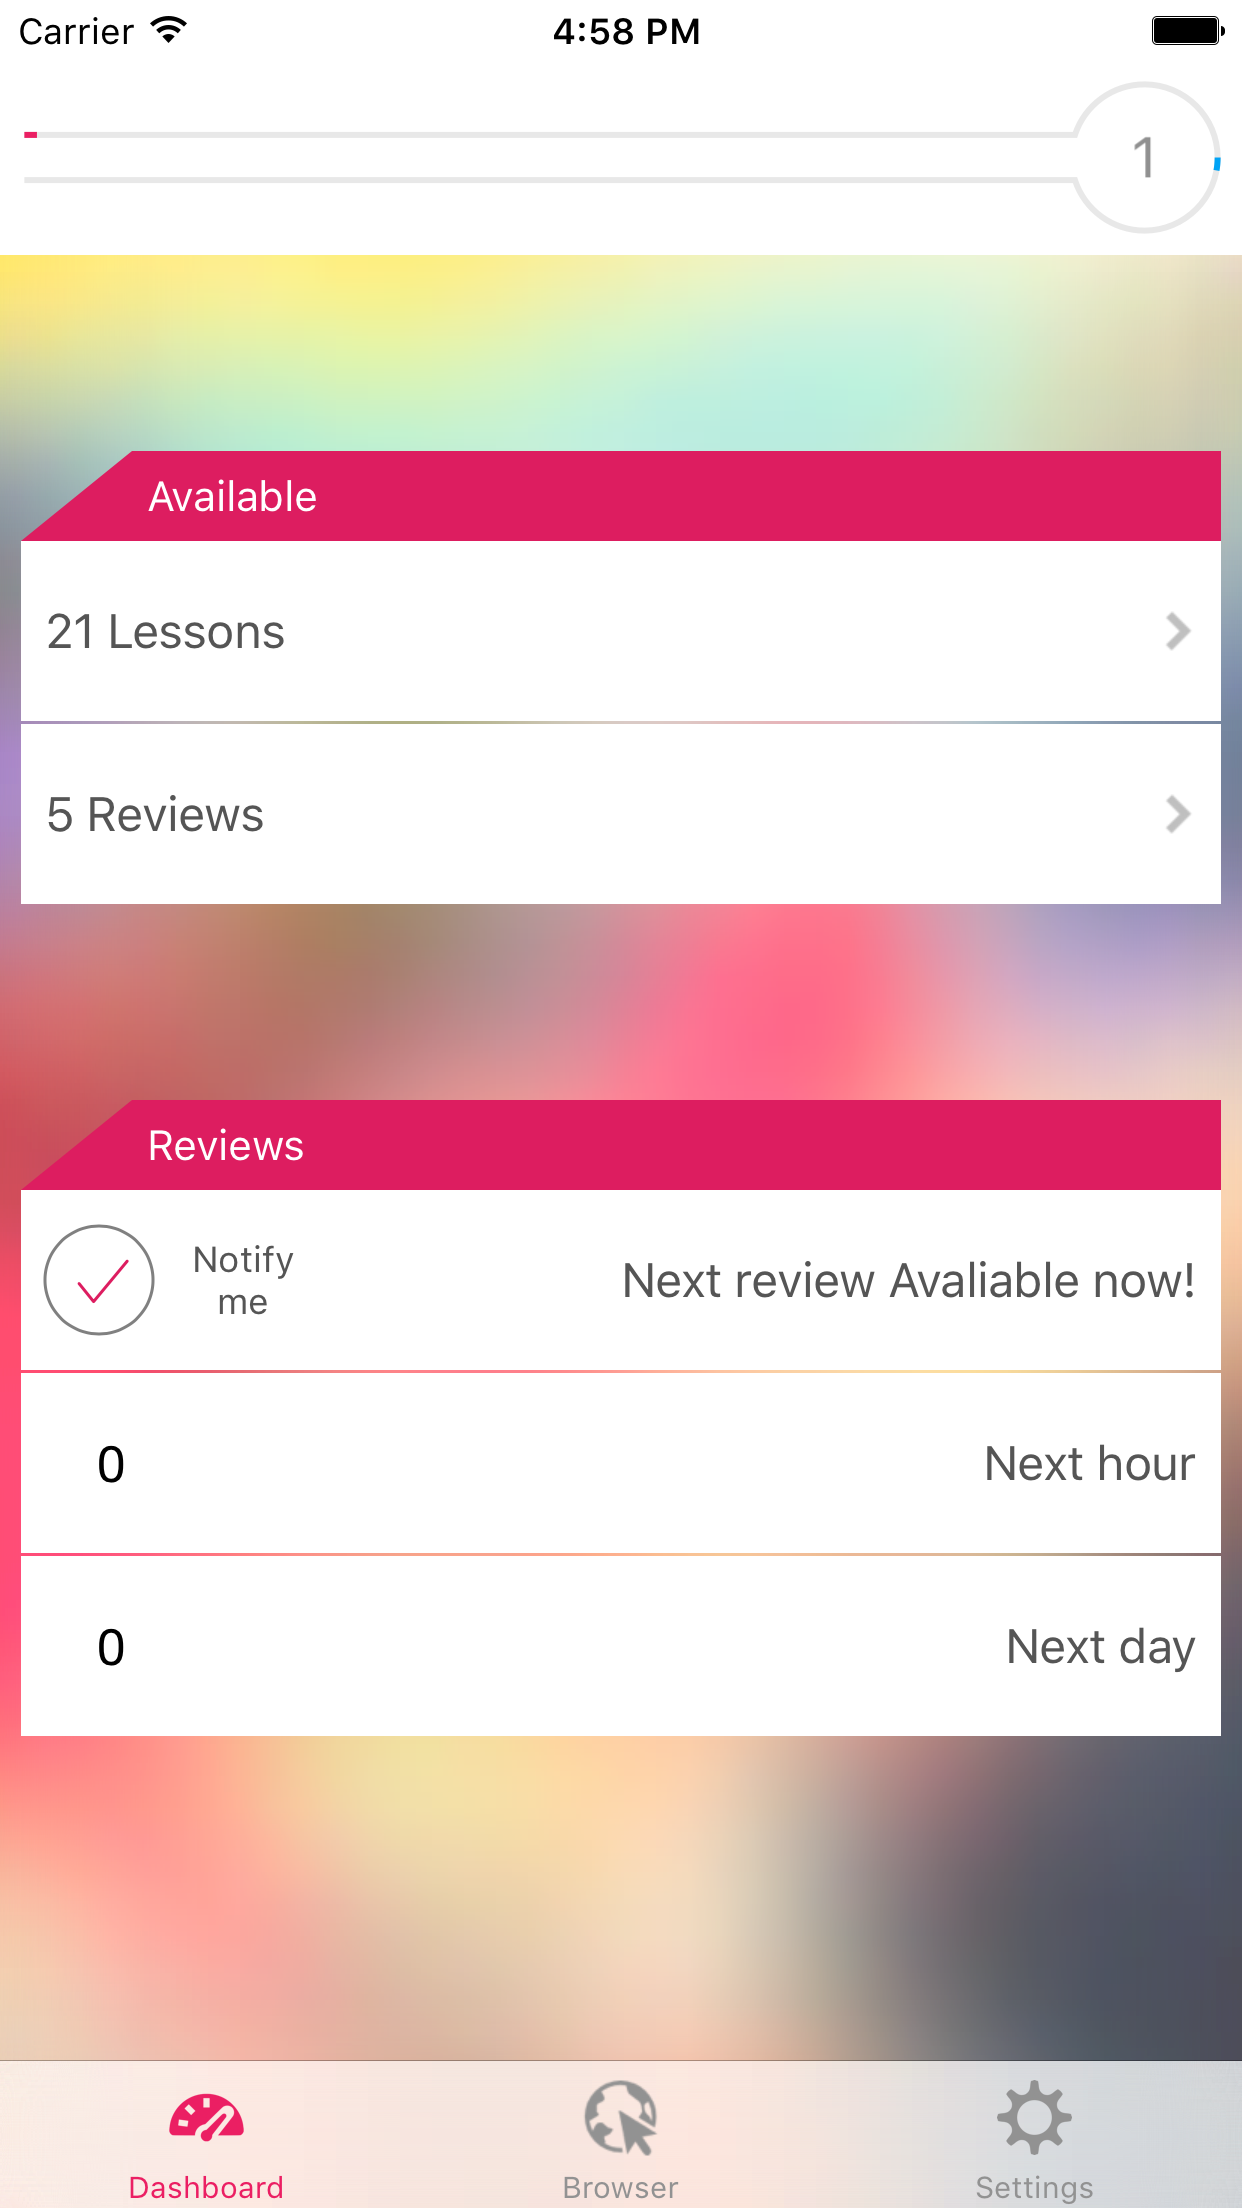 Carrier 4:58 PM
1
Available
21 Lessons
5 Reviews
Reviews
Notify
me
Next review Avaliable now!
0 Next hour
0 Next day
Dashboard Browser Settings